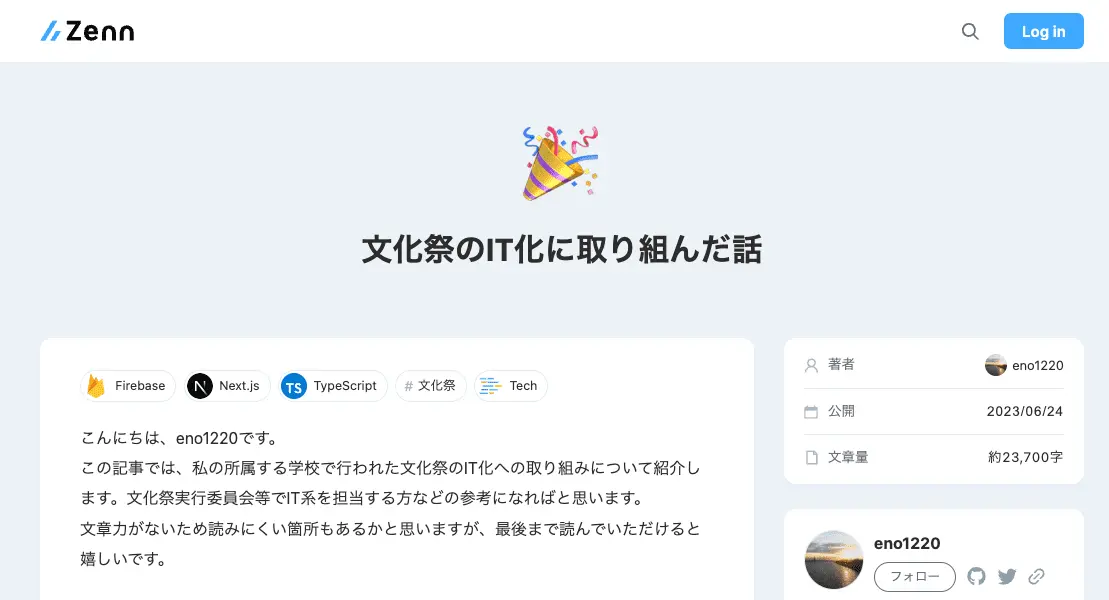 Zenn
Log in
文化祭のIT化に取り組んだ話
Firebase
Next.js
TypeScript
# 文化祭
Tech
こんにちは、eno1220です。
この記事では、私の所属する学校で行われた文化祭のIT化への取り組みについて紹介し
ます。文化祭実行委員会等でIT系を担当する方などの参考になればと思います。
文章力がないため読みにくい箇所もあるかと思いますが、最後まで読んでいただけると
嬉しいです。
著者 eno1220
公開 2023/06/24
文章量 約23,700字
eno1220
フォロー